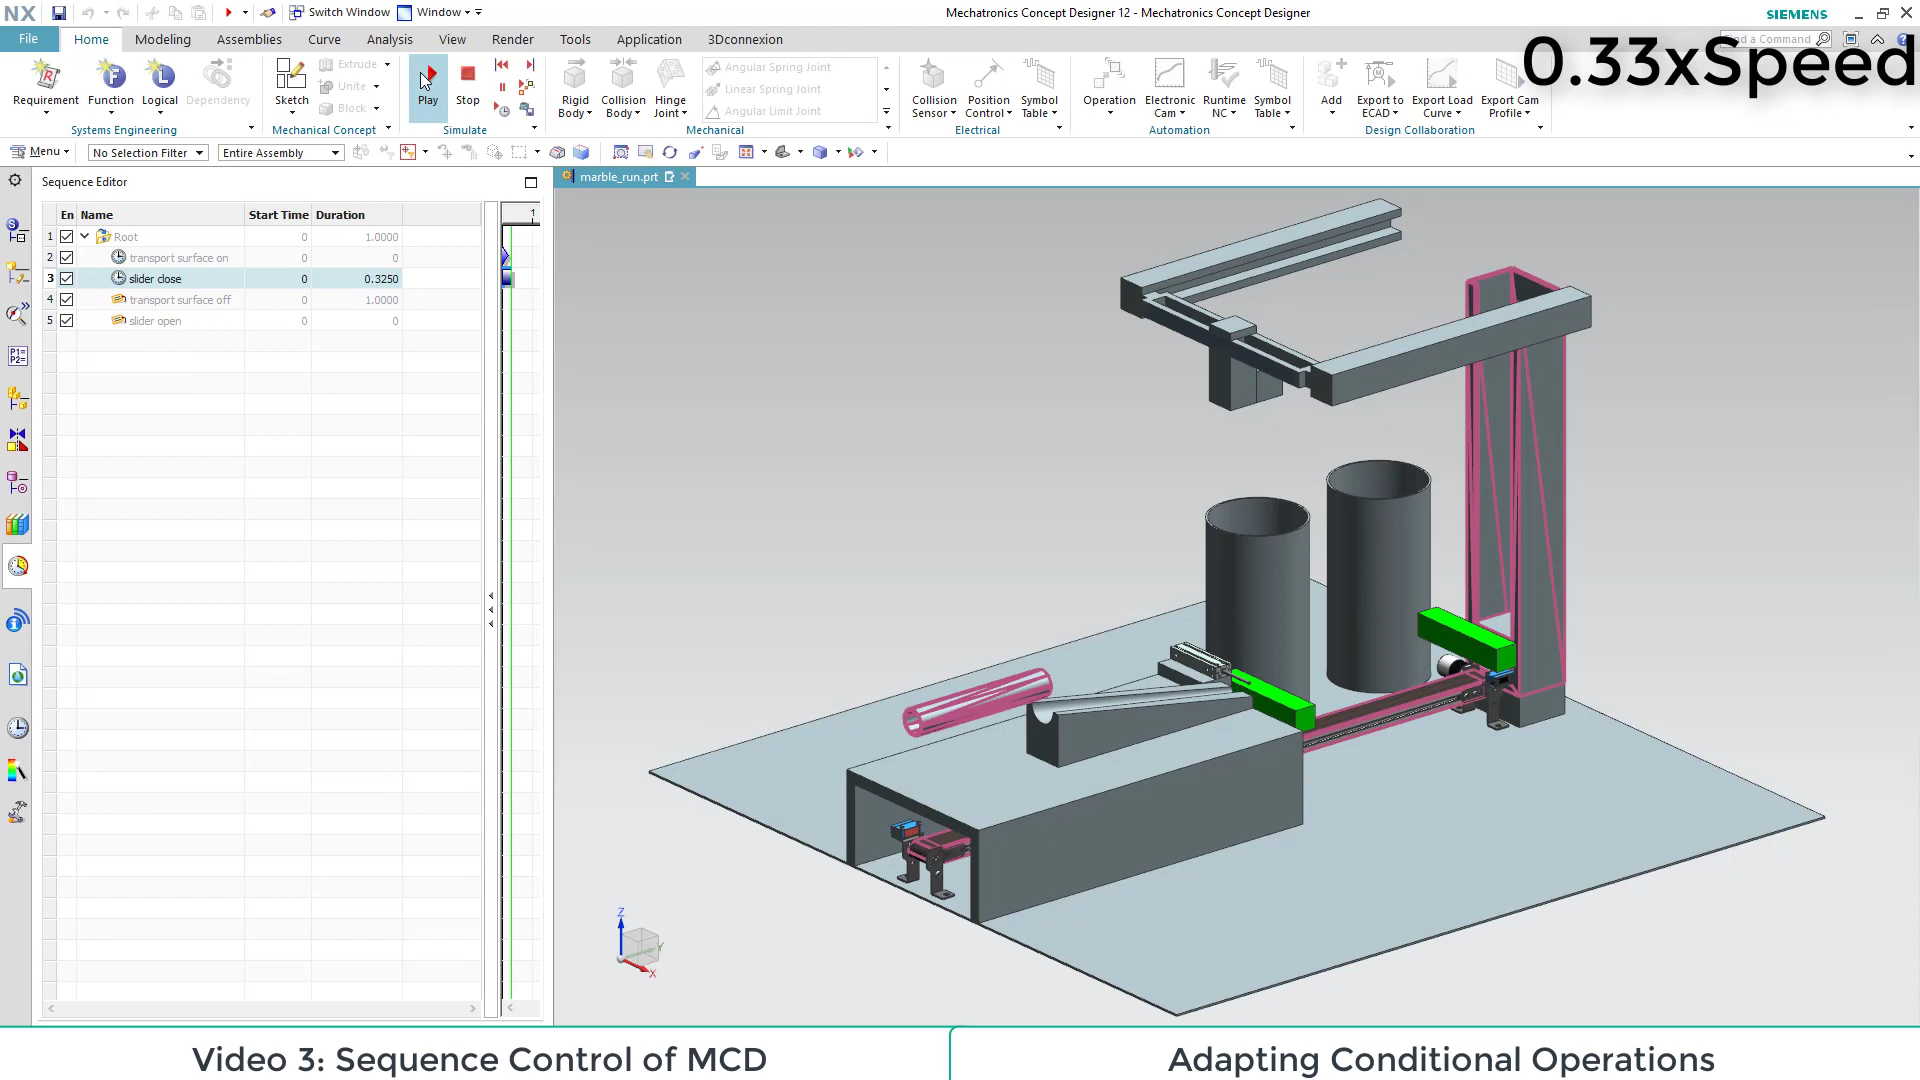 NX
Switch Window
Window
Mechatronics Concept Designer 12 - Mechatronics Concept Designer
SIEMENS
File
Home
Modeling
Assemblies
Curve
Analysis
View
Render
Tools
Application
3Dconnexion
Find a Command
0.33xSpeed
Requirement
Function
Logical
Dependency
Systems Engineering
Sketch
Extrude
Unite
Block
Mechanical Concept
Play
Stop
Simulate
Rigid Body
Collision Body
Hinge Joint
Angular Spring Joint
Linear Spring Joint
Angular Limit Joint
Mechanical
Collision Sensor
Position Control
Symbol Table
Electrical
Operation
Electronic Cam
Runtime NC
Symbol Table
Automation
Add
Export to ECAD
Export Load Curve
Export Cam Profile
Design Collaboration
Menu
No Selection Filter
Entire Assembly
Sequence Editor
marble_run.prt
En Name Start Time Duration 1
1 Root 0 1.0000
2 transport surface on 0 0
3 slider close 0 0.3250
4 transport surface off 0 1.0000
5 slider open 0 0
P1=
P2=
Z
Y
X
Video 3: Sequence Control of MCD
Adapting Conditional Operations